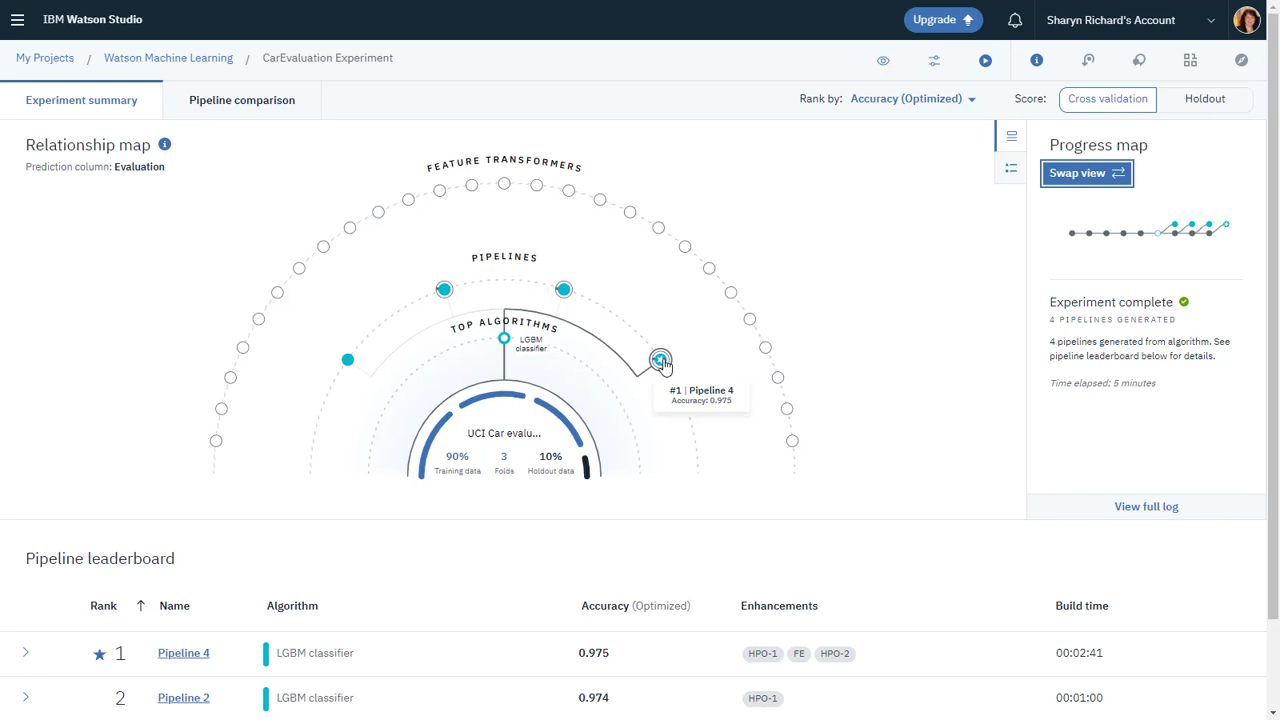 IBM Watson Studio
Upgrade
Sharyn Richard's Account
My Projects / Watson Machine Learning / CarEvaluation Experiment
Experiment summary
Pipeline comparison
Rank by: Accuracy (Optimized)
Score: Cross validation Holdout
Relationship map
Prediction column: Evaluation
FEATURE TRANSFORMERS
PIPELINES
TOP ALGORITHMS
LGBM
classifier
#1 | Pipeline 4
Accuracy: 0.975
UCI Car evalu...
90% 3 10%
Training data Folds Holdout data
Progress map
Swap view
Experiment complete
4 PIPELINES GENERATED
4 pipelines generated from algorithm. See
pipeline leaderboard below for details.
Time elapsed: 5 minutes
View full log
Pipeline leaderboard
Rank Name Algorithm Accuracy (Optimized) Enhancements Build time
1 Pipeline 4 LGBM classifier 0.975 HPO-1 FE HPO-2 00:02:41
2 Pipeline 2 LGBM classifier 0.974 HPO-1 00:01:00